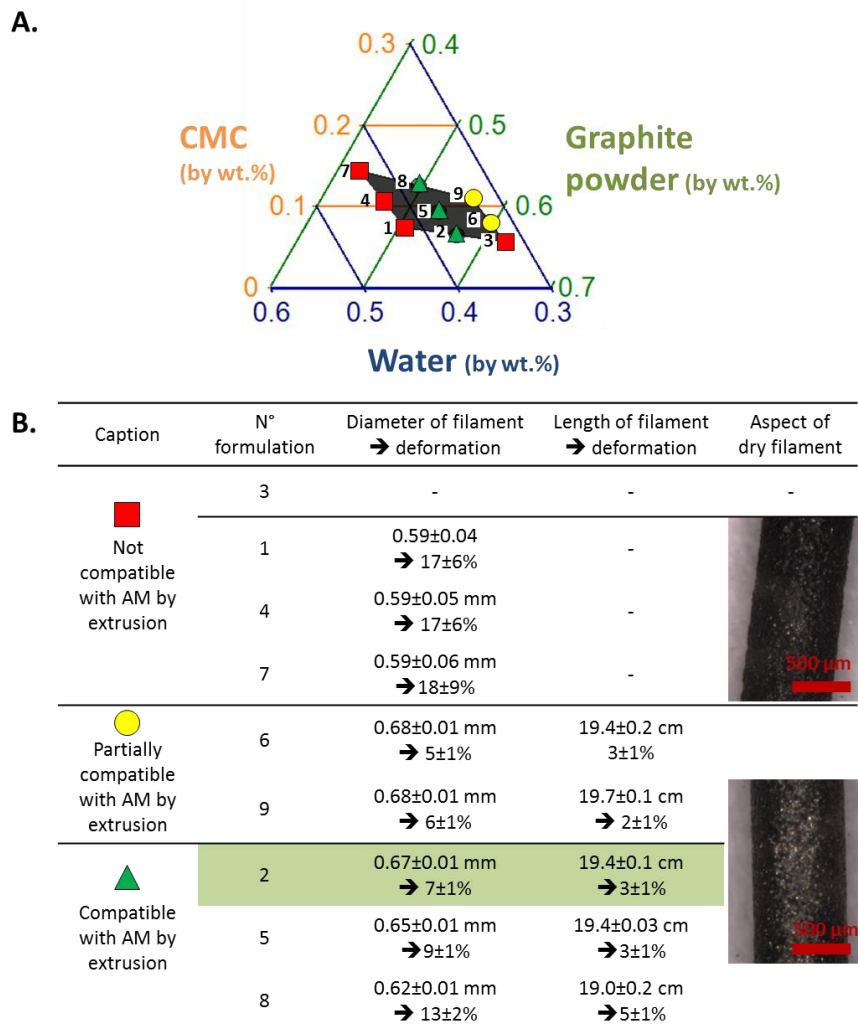 A.
0.3
0.4
CMC
(by wt.%)
0.2
0.5
Graphite
powder (by wt.%)
7
8
9
0.1
4
5
6
0.6
1
2
3
0
0.7
0.6
0.5
0.4
0.3
Water (by wt.%)
B.
Caption
N°
formulation
Diameter of filament
➔ deformation
Length of filament
➔ deformation
Aspect of
dry filament
Not
compatible
with AM by
extrusion
3
-
-
-
1
0.59±0.04
➔ 17±6%
-
4
0.59±0.05 mm
➔ 17±6%
-
7
0.59±0.06 mm
➔18±9%
-
500 µm
Partially
compatible
with AM by
extrusion
6
0.68±0.01 mm
➔ 5±1%
19.4±0.2 cm
3±1%
9
0.68±0.01 mm
➔ 6±1%
19.7±0.1 cm
➔ 2±1%
Compatible
with AM by
extrusion
2
0.67±0.01 mm
➔ 7±1%
19.4±0.1 cm
➔3±1%
5
0.65±0.01 mm
➔9±1%
19.4±0.03 cm
➔3±1%
8
0.62±0.01 mm
➔ 13±2%
19.0±0.2 cm
➔5±1%
500 µm